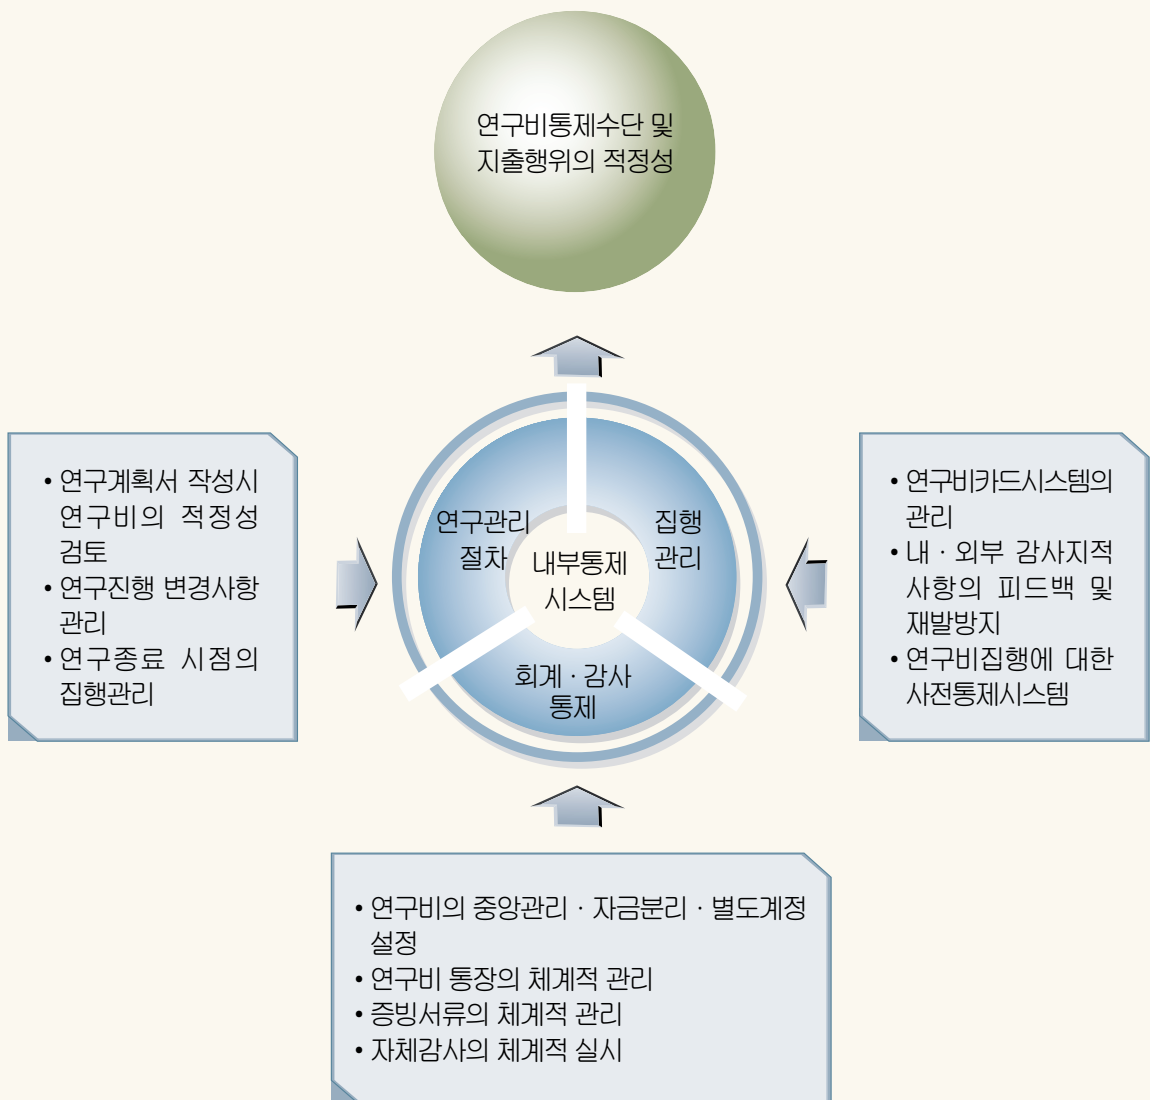 연구비통제수단 및
지출행위의 적정성
• 연구계획서 작성시
연구비의 적정성
검토
• 연구진행 변경사항
관리
• 연구종료 시점의
집행관리
연구관리
절차
내부통제
시스템
집행
관리
회계 · 감사
통제
• 연구비카드시스템의
관리
• 내 · 외부 감사지적
사항의 피드백 및
재발방지
• 연구비집행에 대한
사전통제시스템
• 연구비의 중앙관리 · 자금분리 · 별도계정
설정
• 연구비 통장의 체계적 관리
• 증빙서류의 체계적 관리
• 자체감사의 체계적 실시